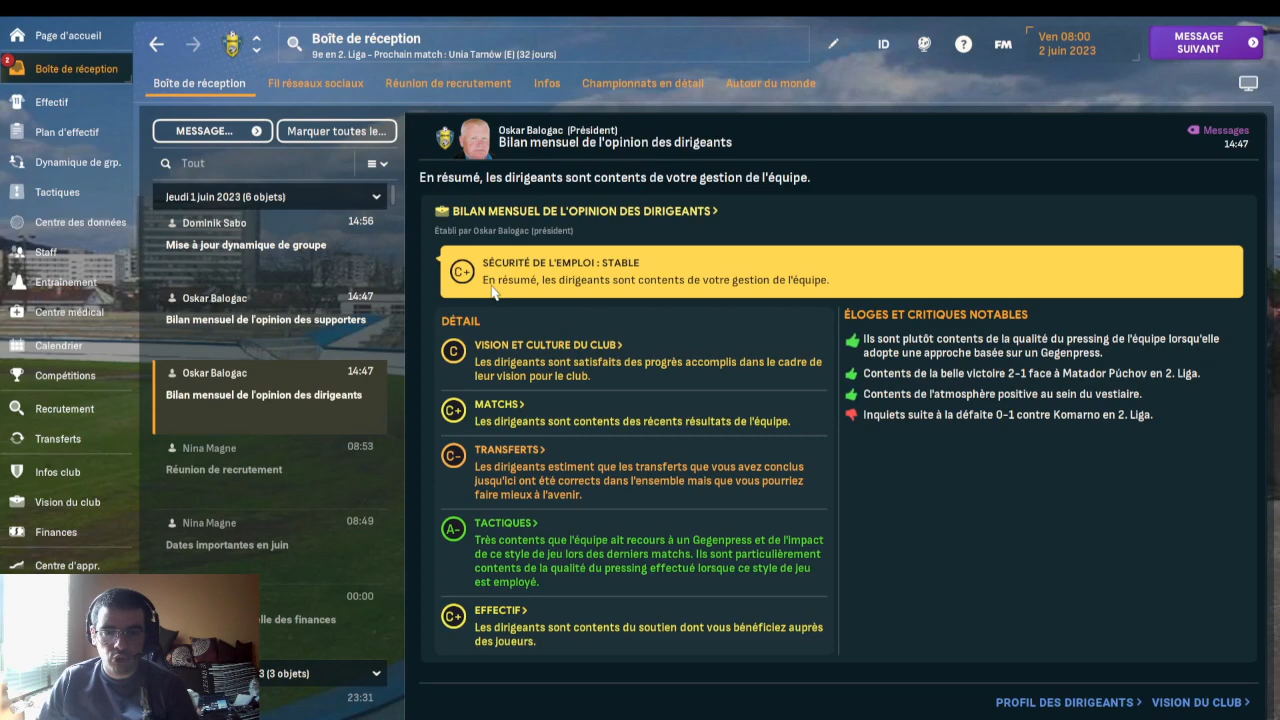 Page d'accueil
2
Boîte de réception
Effectif
Plan d'effectif
Dynamique de grp.
Tactiques
Centre des données
Staff
Entraînement
Centre médical
Calendrier
Compétitions
Recrutement
Transferts
Infos club
Vision du club
Finances
Centre d'appr.
Boîte de réception
9e en 2. Liga - Prochain match : Unia Tarnów (E) (32 jours)
ID
?
FM
Ven 08:00
2 juin 2023
MESSAGE
SUIVANT
Boîte de réception
Fil réseaux sociaux
Réunion de recrutement
Infos
Championnats en détail
Autour du monde
MESSAGE...
Marquer toutes le...
Tout
Jeudi 1 juin 2023 (6 objets)
Dominik Sabo 14:56
Mise à jour dynamique de groupe
Oskar Balogac 14:47
Bilan mensuel de l'opinion des supporters
Oskar Balogac 14:47
Bilan mensuel de l'opinion des dirigeants
Nina Magne 08:53
Réunion de recrutement
Nina Magne 08:49
Dates importantes en juin
00:00
lle des finances
3 (3 objets)
23:31
Oskar Balogac (Président)
Bilan mensuel de l'opinion des dirigeants
Messages
14:47
En résumé, les dirigeants sont contents de votre gestion de l'équipe.
BILAN MENSUEL DE L'OPINION DES DIRIGEANTS >
Établi par Oskar Balogac (président)
C+
SÉCURITÉ DE L'EMPLOI : STABLE
En résumé, les dirigeants sont contents de votre gestion de l'équipe.
DÉTAIL
C
VISION ET CULTURE DU CLUB >
Les dirigeants sont satisfaits des progrès accomplis dans le cadre de
leur vision pour le club.
C+
MATCHS >
Les dirigeants sont contents des récents résultats de l'équipe.
C-
TRANSFERTS >
Les dirigeants estiment que les transferts que vous avez conclus
jusqu'ici ont été corrects dans l'ensemble mais que vous pourriez
faire mieux à l'avenir.
A-
TACTIQUES >
Très contents que l'équipe ait recours à un Gegenpress et de l'impact
de ce style de jeu lors des derniers matchs. Ils sont particulièrement
contents de la qualité du pressing effectué lorsque ce style de jeu
est employé.
C+
EFFECTIF >
Les dirigeants sont contents du soutien dont vous bénéficiez auprès
des joueurs.
ÉLOGES ET CRITIQUES NOTABLES
Ils sont plutôt contents de la qualité du pressing de l'équipe lorsqu'elle
adopte une approche basée sur un Gegenpress.
Contents de la belle victoire 2-1 face à Matador Púchov en 2. Liga.
Contents de l'atmosphère positive au sein du vestiaire.
Inquiets suite à la défaite 0-1 contre Komarno en 2. Liga.
PROFIL DES DIRIGEANTS >
VISION DU CLUB >